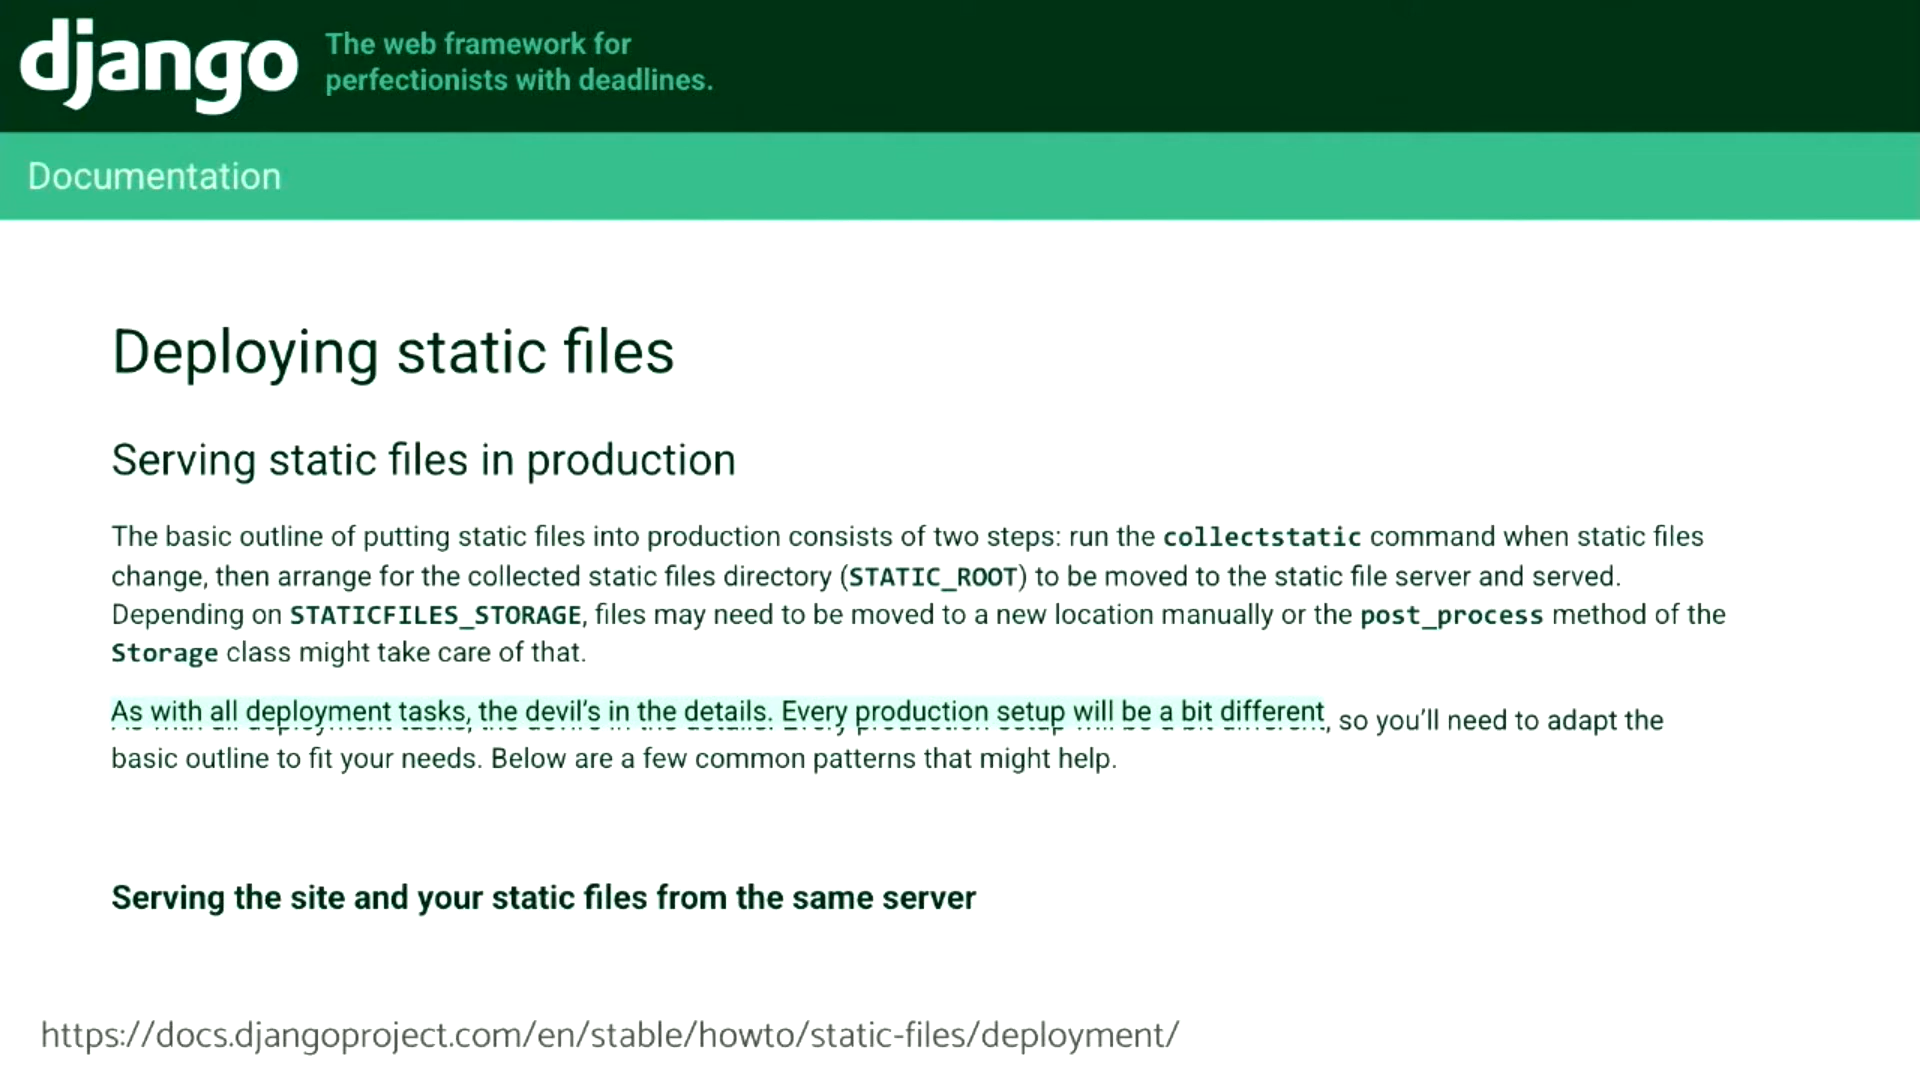 django
The web framework for
perfectionists with deadlines.
Documentation
Deploying static files
Serving static files in production
The basic outline of putting static files into production consists of two steps: run the collectstatic command when static files
change, then arrange for the collected static files directory (STATIC_ROOT) to be moved to the static file server and served.
Depending on STATICFILES_STORAGE, files may need to be moved to a new location manually or the post_process method of the
Storage class might take care of that.
As with all deployment tasks, the devil’s in the details. Every production setup will be a bit different, so you’ll need to adapt the
basic outline to fit your needs. Below are a few common patterns that might help.
Serving the site and your static files from the same server
https://docs.djangoproject.com/en/stable/howto/static-files/deployment/